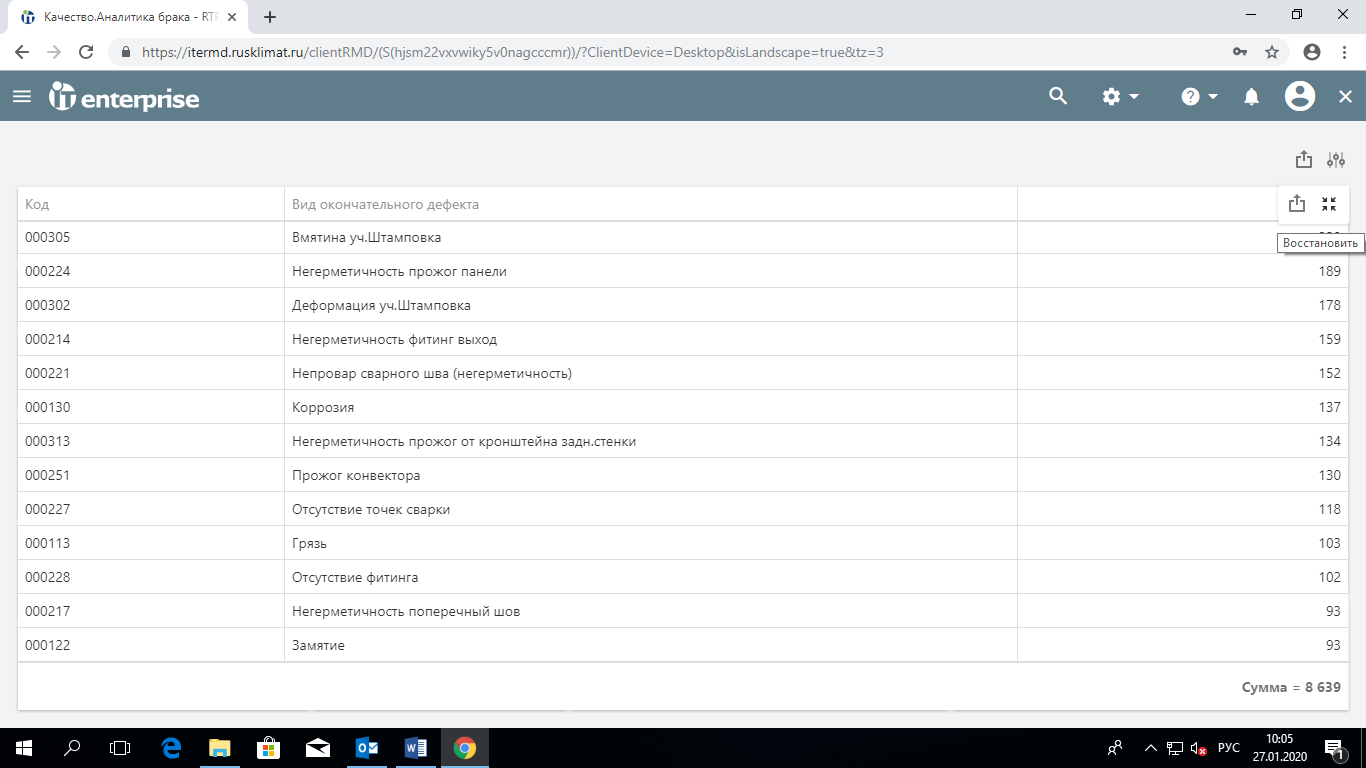 Качество.Аналитика брака - RTF
https://itermd.rusklimat.ru/clientRMD/(S(hjsm22vxvwiky5v0nagcccmr))/?ClientDevice=Desktop&isLandscape=true&tz=3
it enterprise
Код Вид окончательного дефекта
000305 Вмятина уч.Штамповка
Восстановить
000224 Негерметичность прожог панели 189
000302 Деформация уч.Штамповка 178
000214 Негерметичность фитинг выход 159
000221 Непровар сварного шва (негерметичность) 152
000130 Коррозия 137
000313 Негерметичность прожог от кронштейна задн.стенки 134
000251 Прожог конвектора 130
000227 Отсутствие точек сварки 118
000113 Грязь 103
000228 Отсутствие фитинга 102
000217 Негерметичность поперечный шов 93
000122 Замятие 93
Сумма = 8 639
РУС
10:05
27.01.2020
1